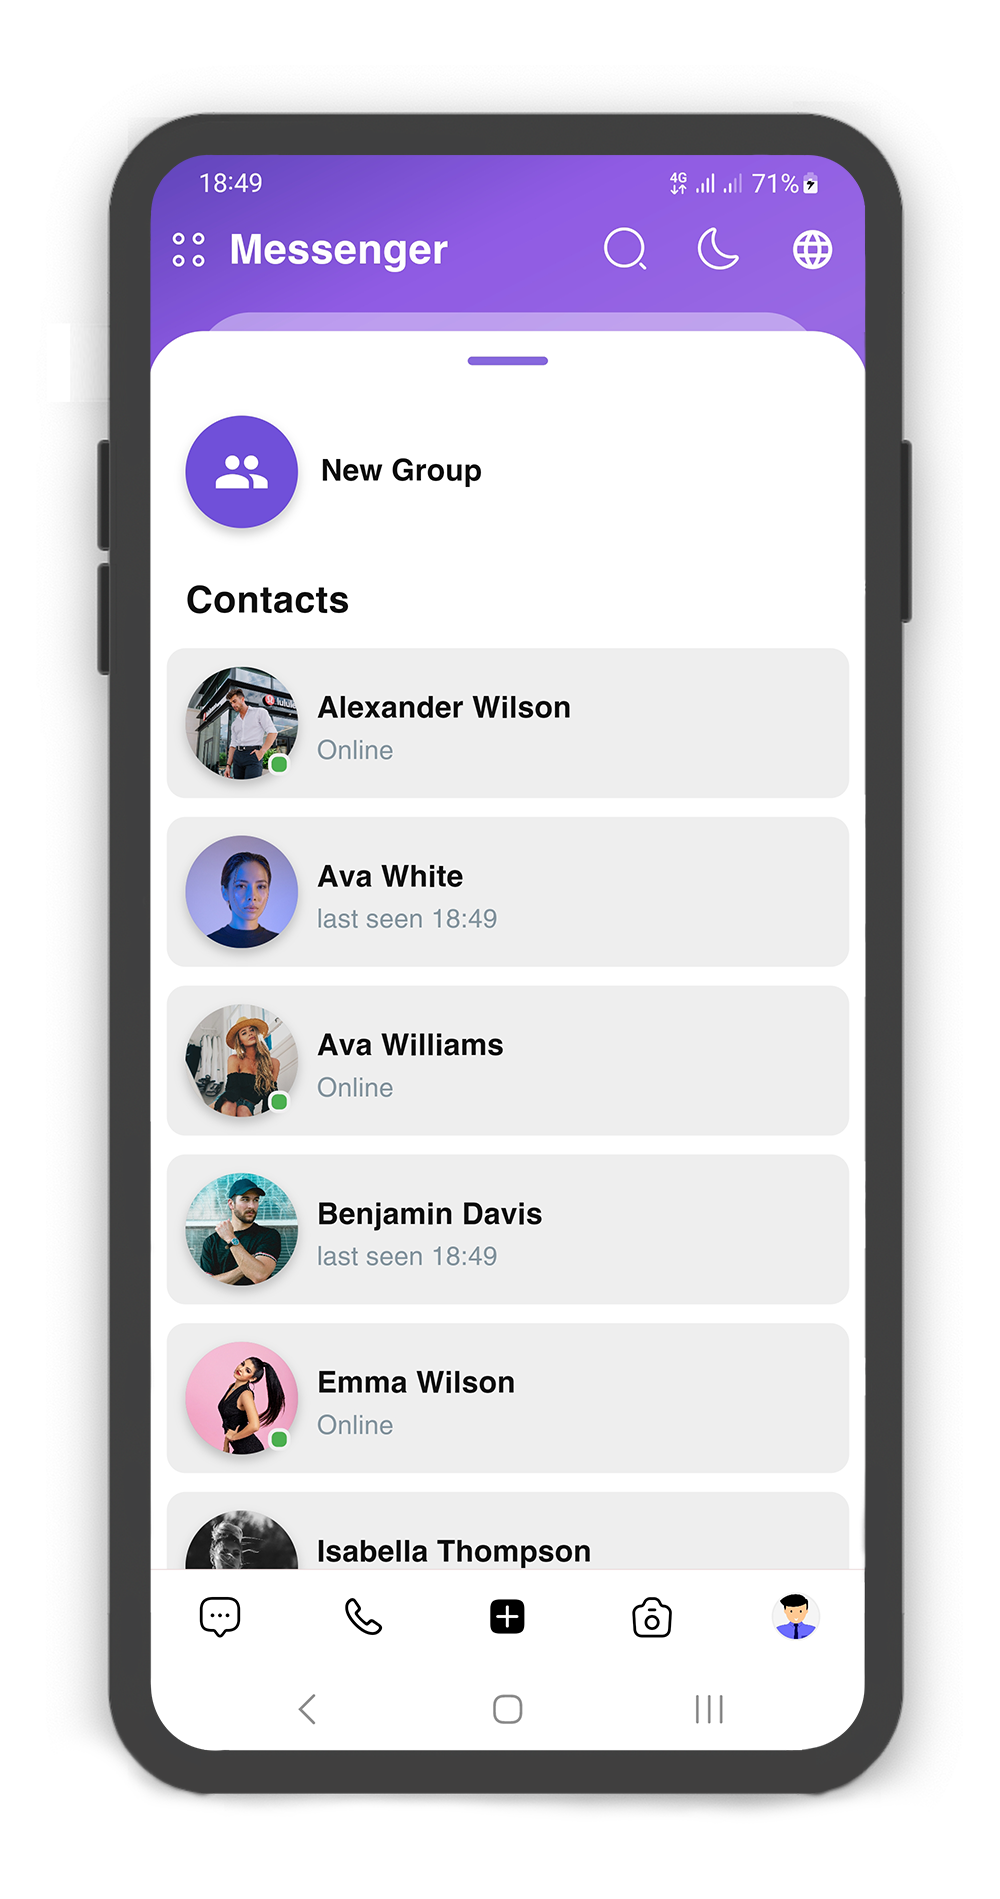 18:49
4G
71%
Messenger
New Group
Contacts
Alexander Wilson
Online
Ava White
last seen 18:49
Ava Williams
Online
Benjamin Davis
last seen 18:49
Emma Wilson
Online
Isabella Thompson